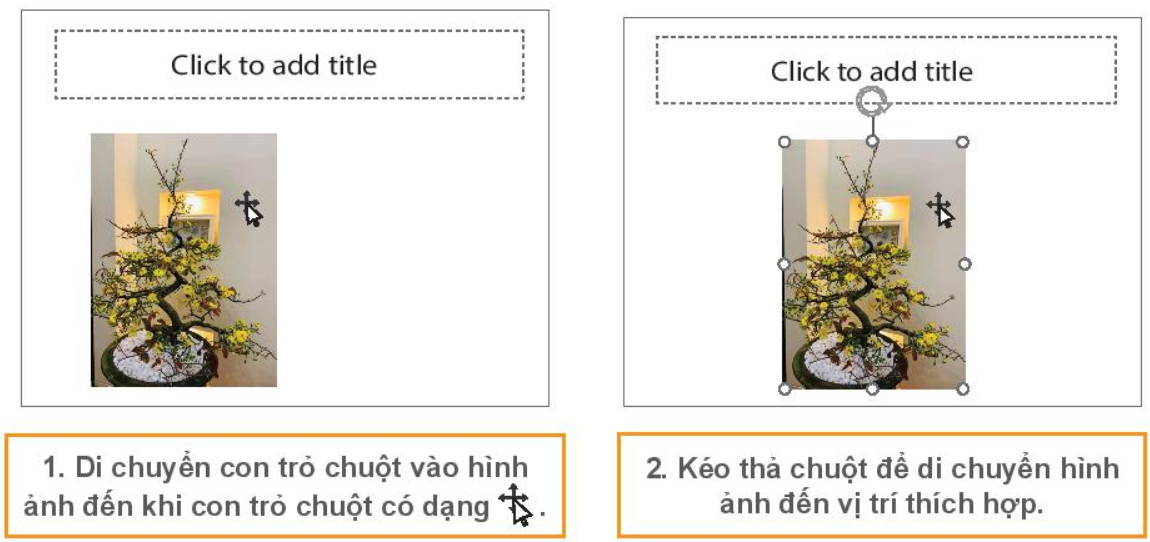 Click to add title
Click to add title
1. Di chuyển con trỏ chuột vào hình
ảnh đến khi con trỏ chuột có dạng .
2. Kéo thả chuột để di chuyển hình
ảnh đến vị trí thích hợp.